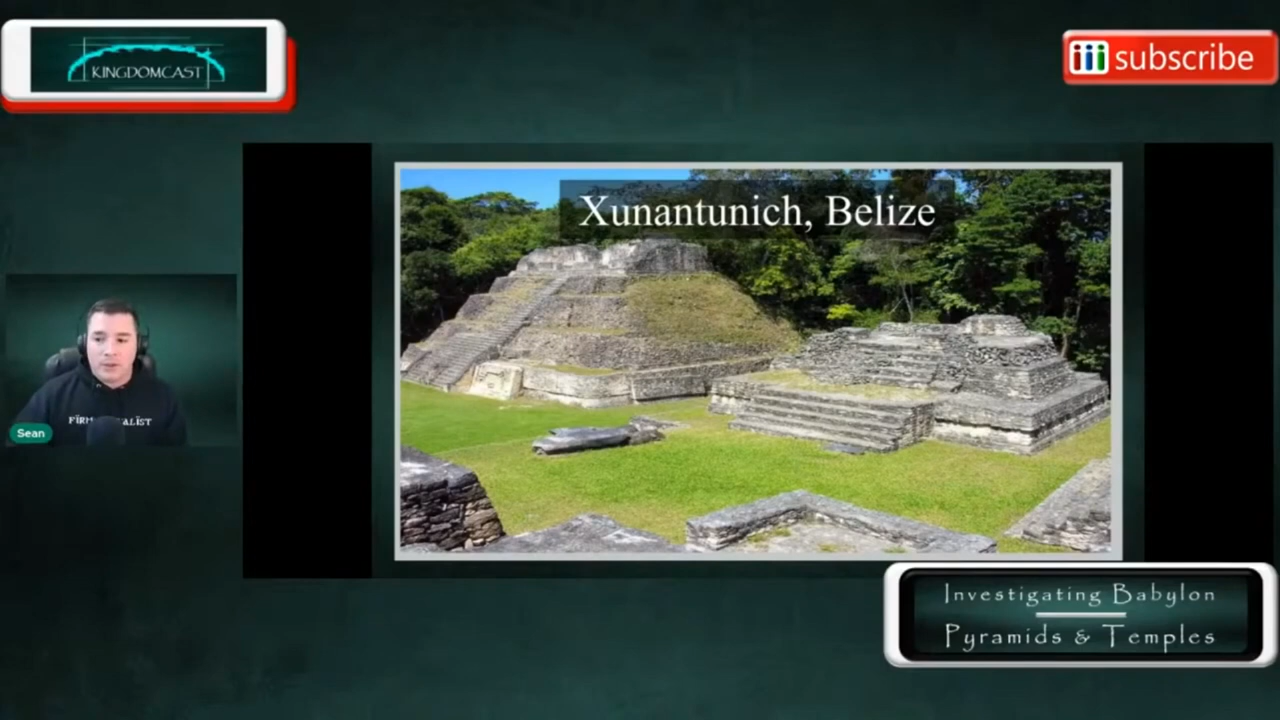 KINGDOMCAST
subscribe
Xunantunich, Belize
Sean
Investigating Babylon
Pyramids & Temples